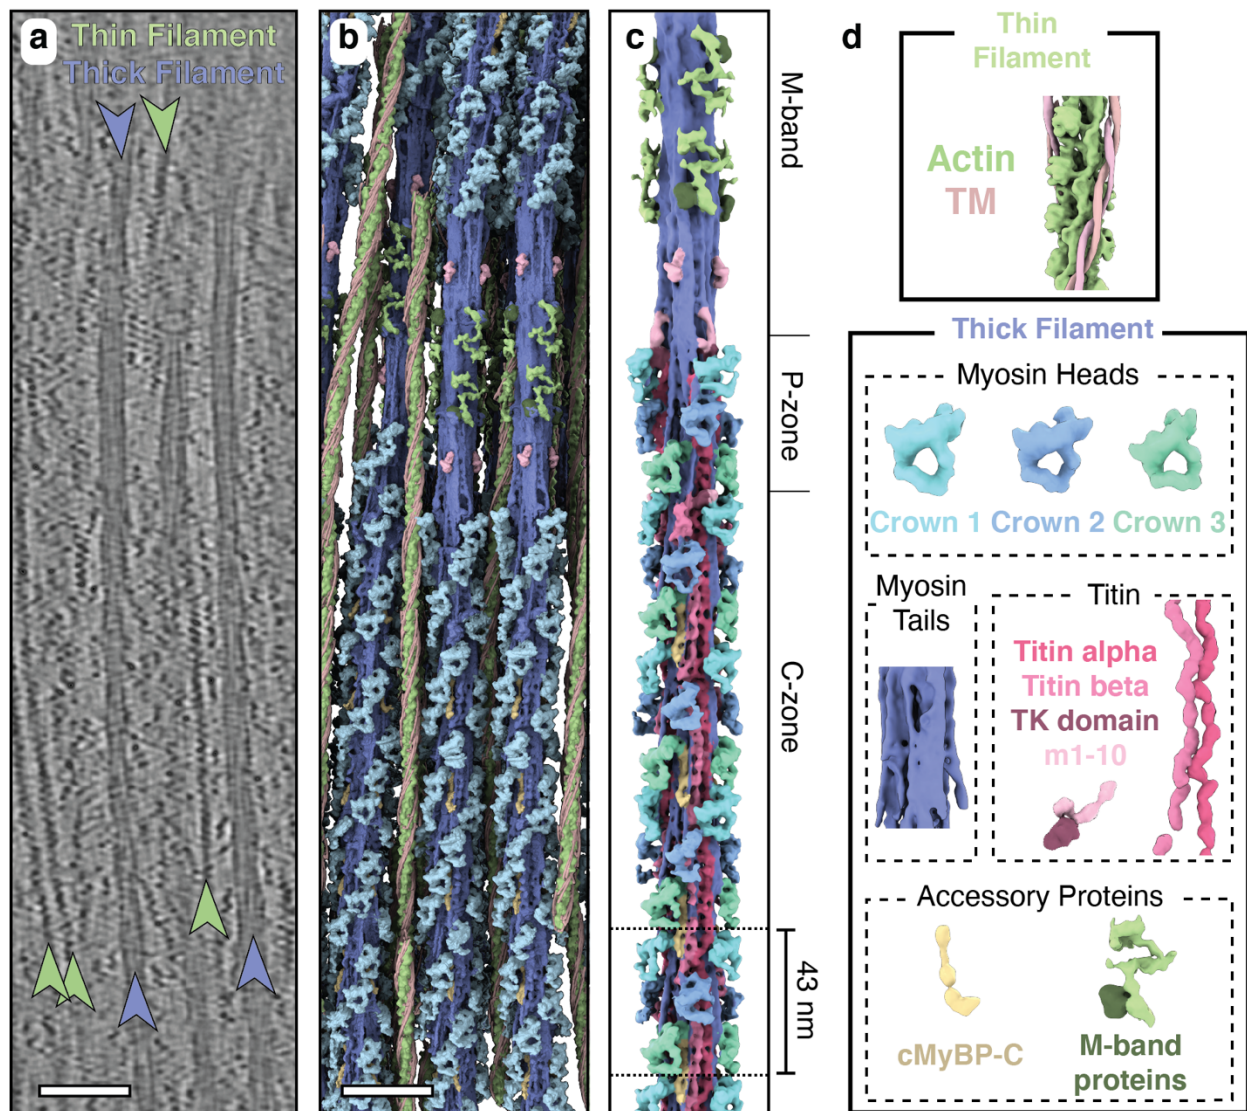 a
Thin Filament
Thick Filament
b
c
M-band
P-zone
C-zone
43 nm
d
Thin
Filament
Actin
TM
Thick Filament
Myosin Heads
Crown 1 Crown 2 Crown 3
Myosin
Tails
Titin
Titin alpha
Titin beta
TK domain
m1-10
Accessory Proteins
cMyBP-C
M-band
proteins